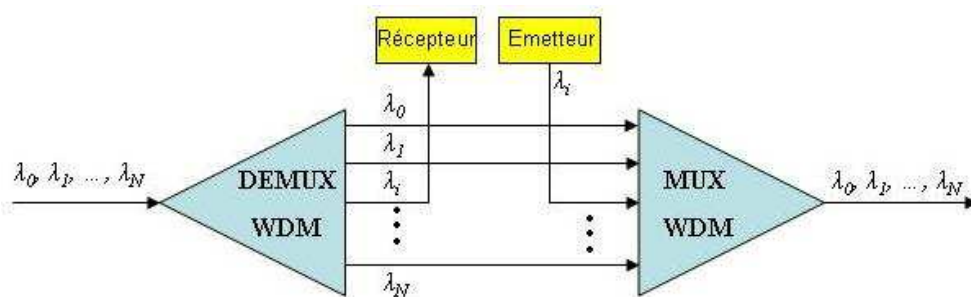 Récepteur
Emetteur
λi
λ0
λ1
λi
λN
λ0, λ1, ..., λN
DEMUX
WDM
MUX
WDM
λ0, λ1, ..., λN